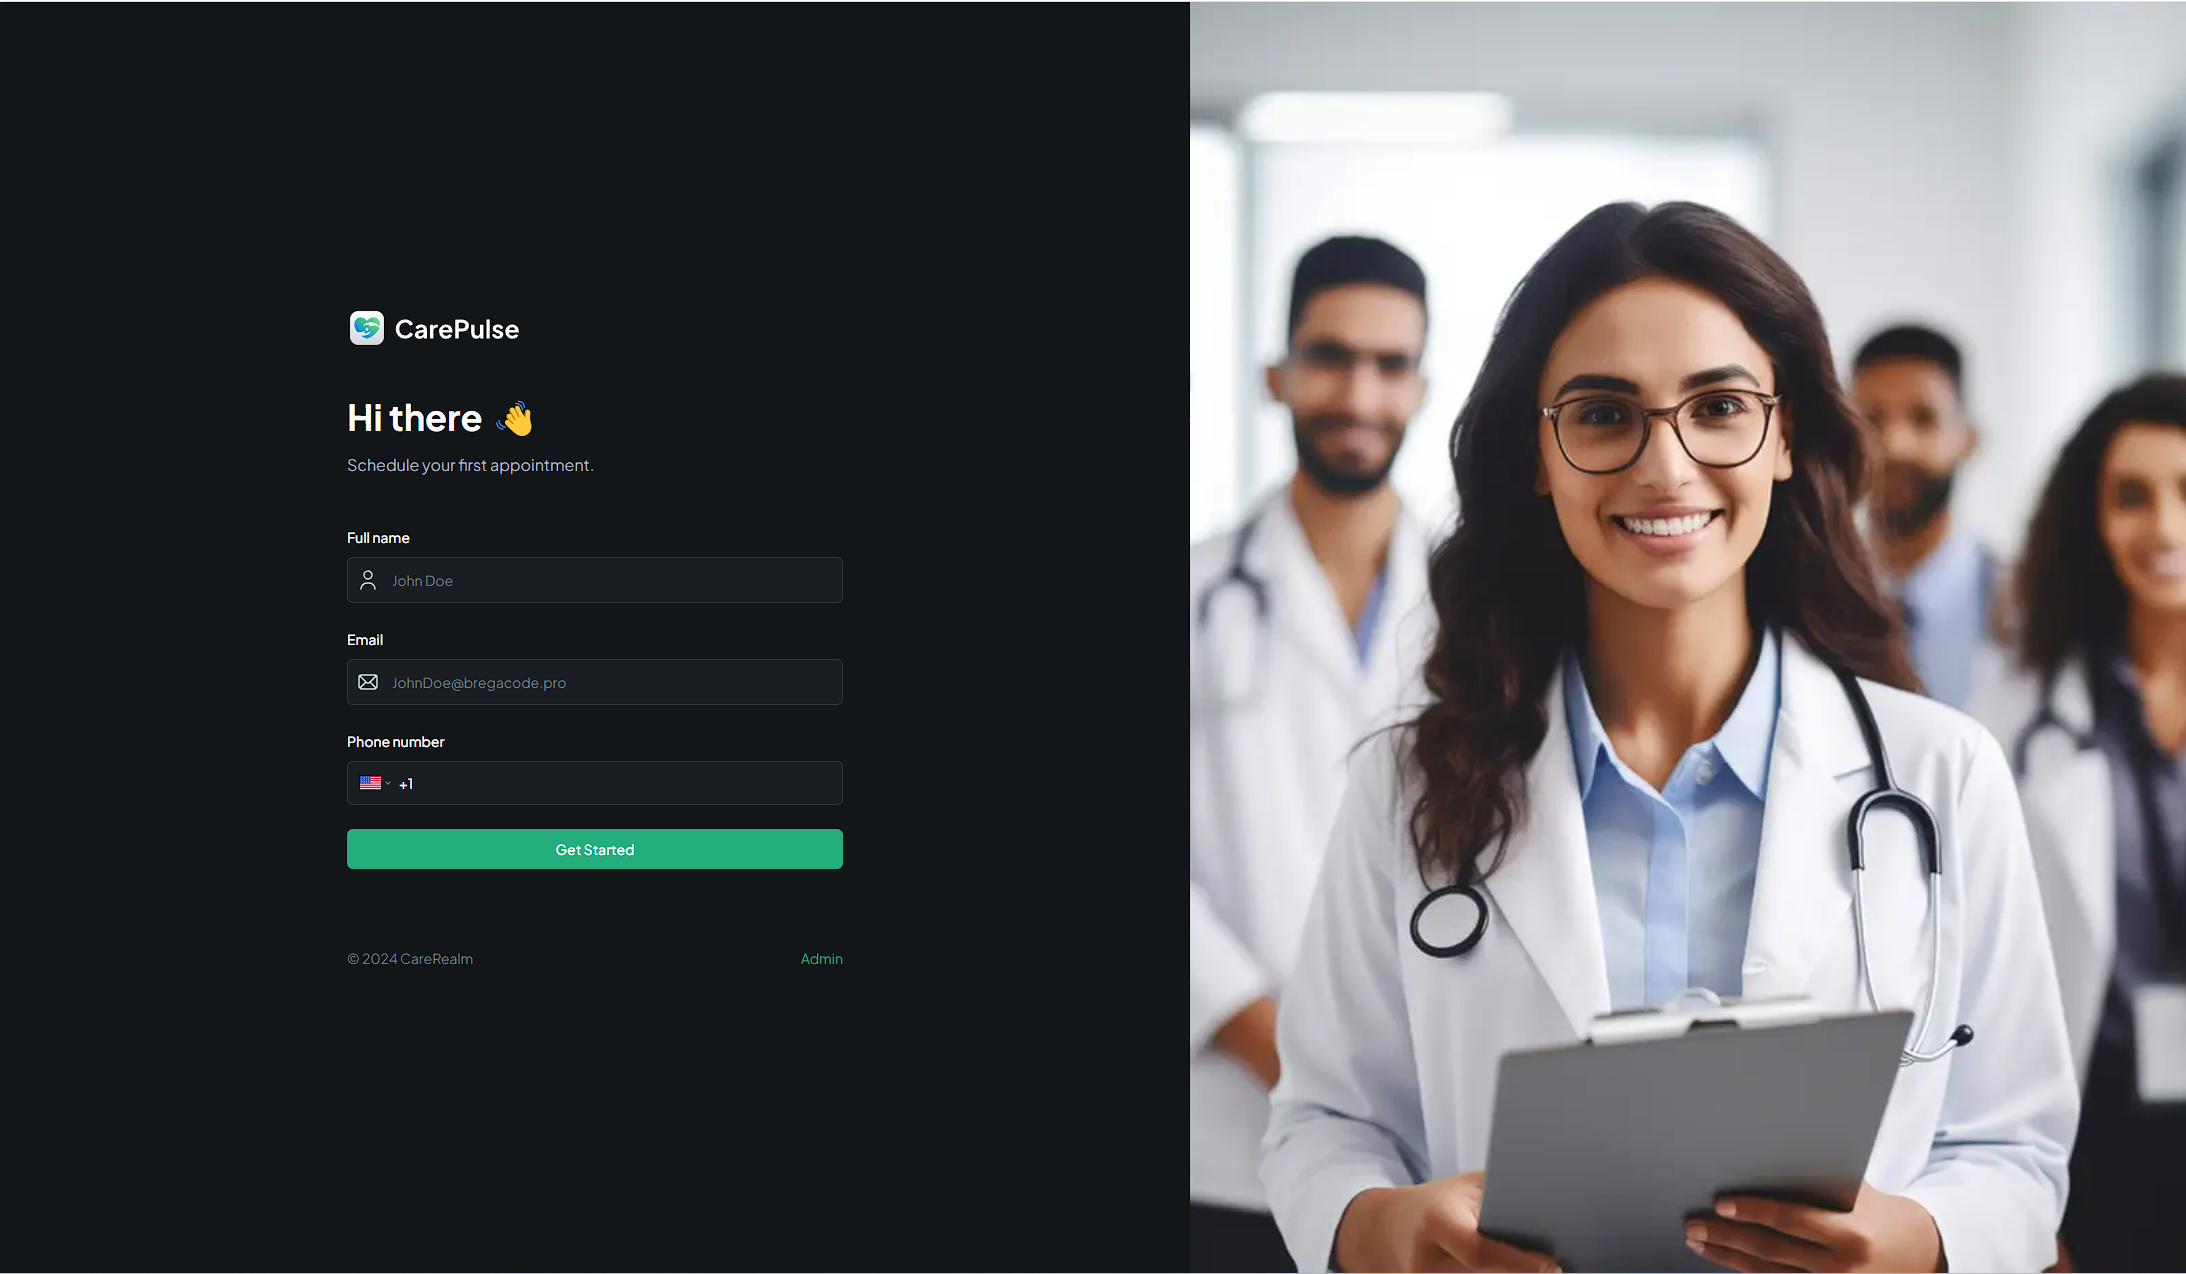 CarePulse
Hi there 👋
Schedule your first appointment.
Full name
John Doe
Email
JohnDoe@bregacode.pro
Phone number
+1
Get Started
© 2024 CareRealm
Admin